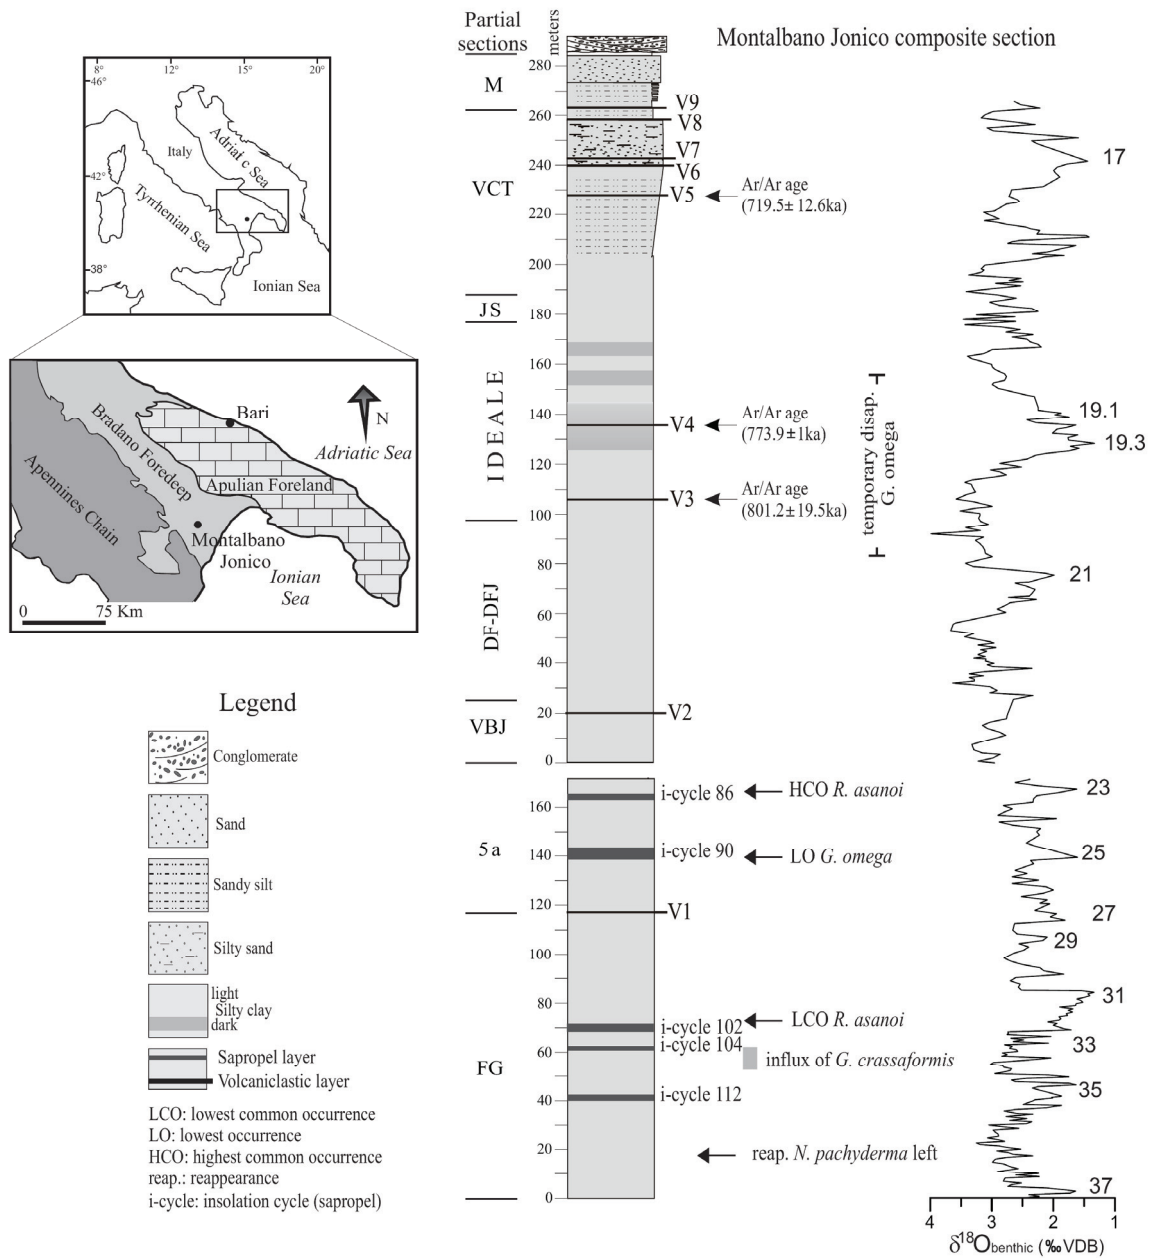 Partial
sections
meters
Montalbano Jonico composite section
8°
12°
15°
20°
46°
42°
38°
Italy
Adriatic Sea
Tyrrhenian Sea
Ionian Sea
Bradano Foredeep
Apennines Chain
Bari
N
Adriatic Sea
Apulian Foreland
Montalbano
Jonico
Ionian
Sea
0
75 Km
Legend
Conglomerate
Sand
Sandy silt
Silty sand
light
Silty clay
dark
Sapropel layer
Volcaniclastic layer
LCO: lowest common occurrence
LO: lowest occurrence
HCO: highest common occurrence
reap.: reappearance
i-cycle: insolation cycle (sapropel)
M
VCT
JS
IDEALE
DF-DFJ
VBJ
5a
FG
280
260
240
220
200
180
160
140
120
100
80
60
40
20
0
160
140
120
100
80
60
40
20
0
V9
V8
V7
V6
V5
Ar/Ar age
(719.5± 12.6ka)
V4
Ar/Ar age
(773.9±1ka)
V3
Ar/Ar age
(801.2±19.5ka)
V2
temporary disap.
G. omega
i-cycle 86
HCO R. asanoi
i-cycle 90
LO G. omega
V1
i-cycle 102
LCO R. asanoi
i-cycle 104
influx of G. crassaformis
i-cycle 112
reap. N. pachyderma left
17
19.1
19.3
21
23
25
27
29
31
33
35
37
4
3
2
1
δ18Obenthic (‰VDB)